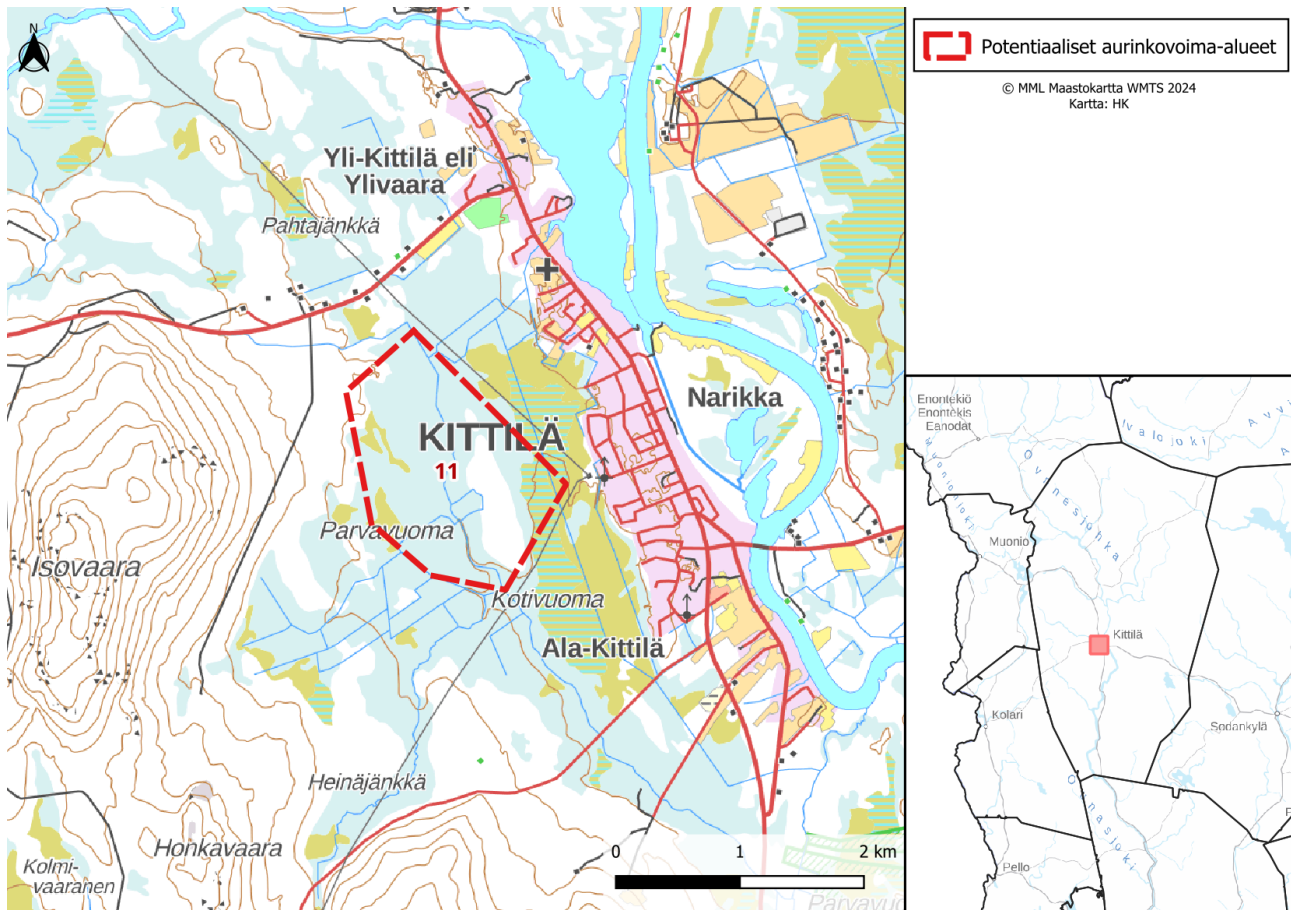 N
Yli-Kittilä eli
Ylivaara
Pahtajänkkä
Narikka
KITTILÄ
11
Parvavuoma
Isovaara
Kotivuoma
Ala-Kittilä
Heinäjänkkä
Honkavaara
Kolmi-
vaaranen
0 1 2 km
Parvavuo
Potentiaaliset aurinkovoima-alueet
© MML Maastokartta WMTS 2024
Kartta: HK
Enontekiö
Enontekis
Eanodat
Ivalojoki
Muonio
Kittilä
Kolari
Sodankylä
Pello